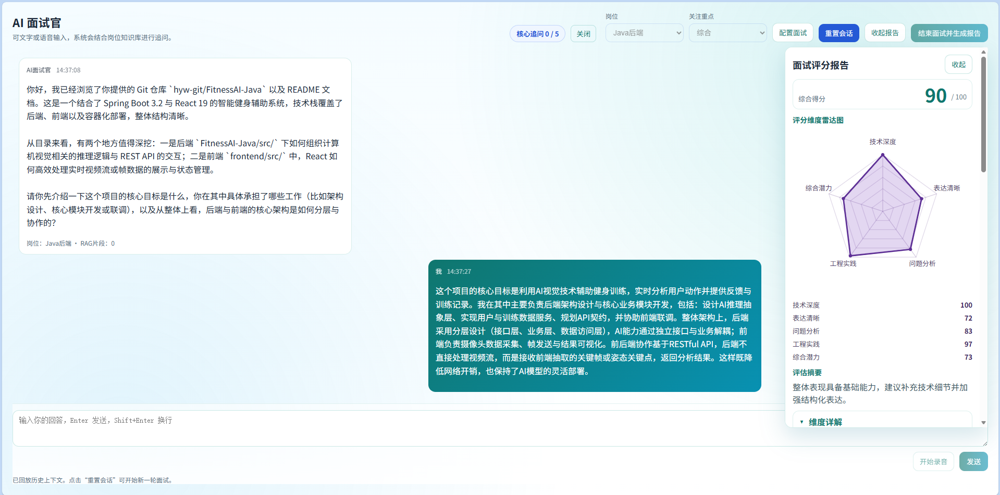 AI 面试官
可文字或语音输入，系统会结合岗位知识库进行追问。
核心追问 0 / 5
关闭
岗位
Java后端
关注重点
综合
配置面试
重置会话
收起报告
结束面试并生成报告
AI面试官 14:37:08
你好，我已经浏览了你提供的 Git 仓库 `hyw-git/FitnessAI-Java` 以及 README 文
档。这是一个结合了 Spring Boot 3.2 与 React 19 的智能健身辅助系统，技术栈覆盖了
后端、前端以及容器化部署，整体结构清晰。
从目录来看，有两个地方值得深挖：一是后端 `FitnessAI-Java/src/` 下如何组织计算
机视觉相关的推理逻辑与 REST API 的交互；二是前端 `frontend/src/` 中，React 如
何高效处理实时视频流或帧数据的展示与状态管理。
请你先介绍一下这个项目的核心目标是什么，你在其中具体承担了哪些工作（比如架构
设计、核心模块开发或联调），以及从整体上看，后端与前端的核心架构是如何分层与
协作的？
岗位：Java后端 • RAG片段：0
我 14:37:27
这个项目的核心目标是利用AI视觉技术辅助健身训练，实时分析用户动作并提供反馈与
训练记录。我在其中主要负责后端架构设计与核心业务模块开发，包括：设计AI推理抽
象层、实现用户与训练数据服务、规划API契约，并协助前端联调。整体架构上，后端
采用分层设计（接口层、业务层、数据访问层），AI能力通过独立接口与业务解耦；前
端负责摄像头数据采集、帧发送与结果可视化。前后端协作基于RESTful API，后端不
直接处理视频流，而是接收前端抽取的关键帧或姿态关键点，返回分析结果。这样既降
低网络开销，也保持了AI模型的灵活部署。
面试评分报告
收起
综合得分
90 / 100
评分维度雷达图
技术深度
综合潜力
表达清晰
工程实践
问题分析
技术深度 100
表达清晰 72
问题分析 83
工程实践 97
综合潜力 73
评估摘要
整体表现具备基础能力，建议补充技术细节并加
强结构化表达。
▼ 维度详解
输入你的回答，Enter 发送，Shift+Enter 换行
开始录音
发送
已回放历史上下文。点击“重置会话”可开始新一轮面试。